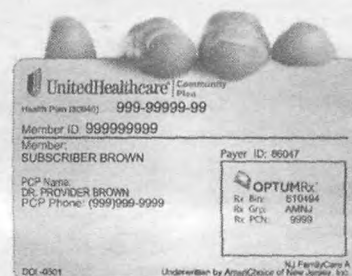 UnitedHealthcare Community Plan
Health Plan (80840) 999-99999-99
Member ID: 999999999
Member:
SUBSCRIBER BROWN
Payer ID: 86047
PCP Name:
DR. PROVIDER BROWN
PCP Phone: (999)999-9999
OPTUMRx
Rx Bin: 610494
Rx Grp: AMNJ
Rx PCN: 9999
DOI -0501
NJ FamilyCare A
Underwritten by AmeriChoice of New Jersey, Inc.